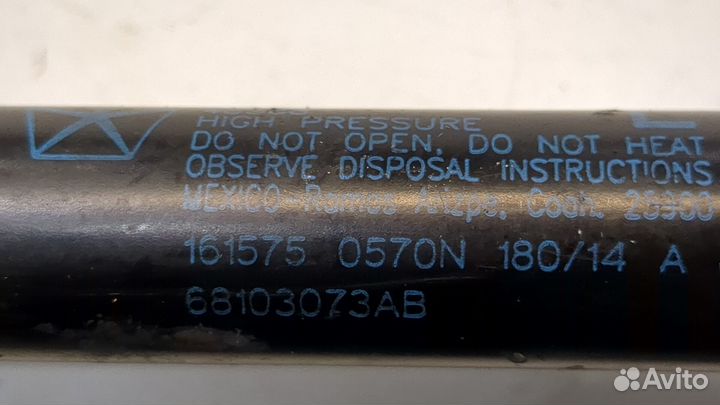 HIGH PRESSURE
DO NOT OPEN, DO NOT HEAT
OBSERVE DISPOSAL INSTRUCTIONS
MEXICO-Ramos Arizpe, Coah. 25900
161575 0570N 180/14 A
68103073AB
Avito